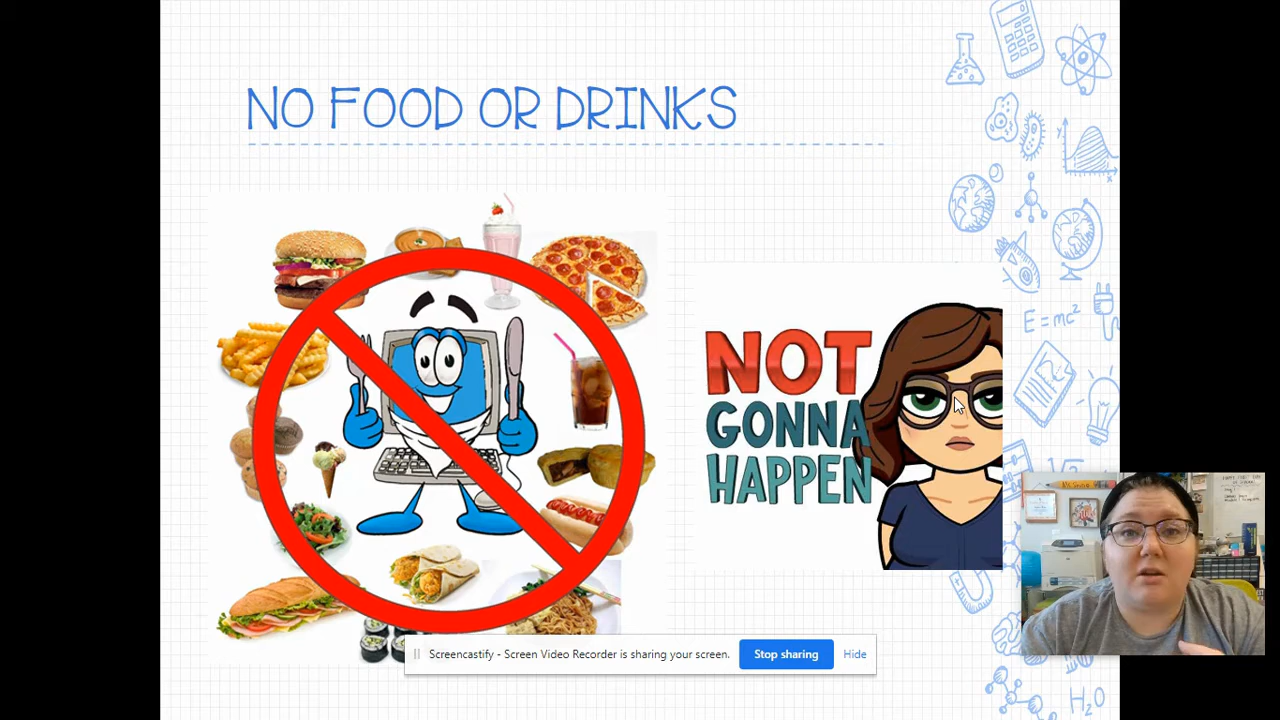 NO FOOD OR DRINKS
E=mc²
NOT
GONNA
HAPPEN
Screencastify - Screen Video Recorder is sharing your screen.
Stop sharing
Hide
H₂O